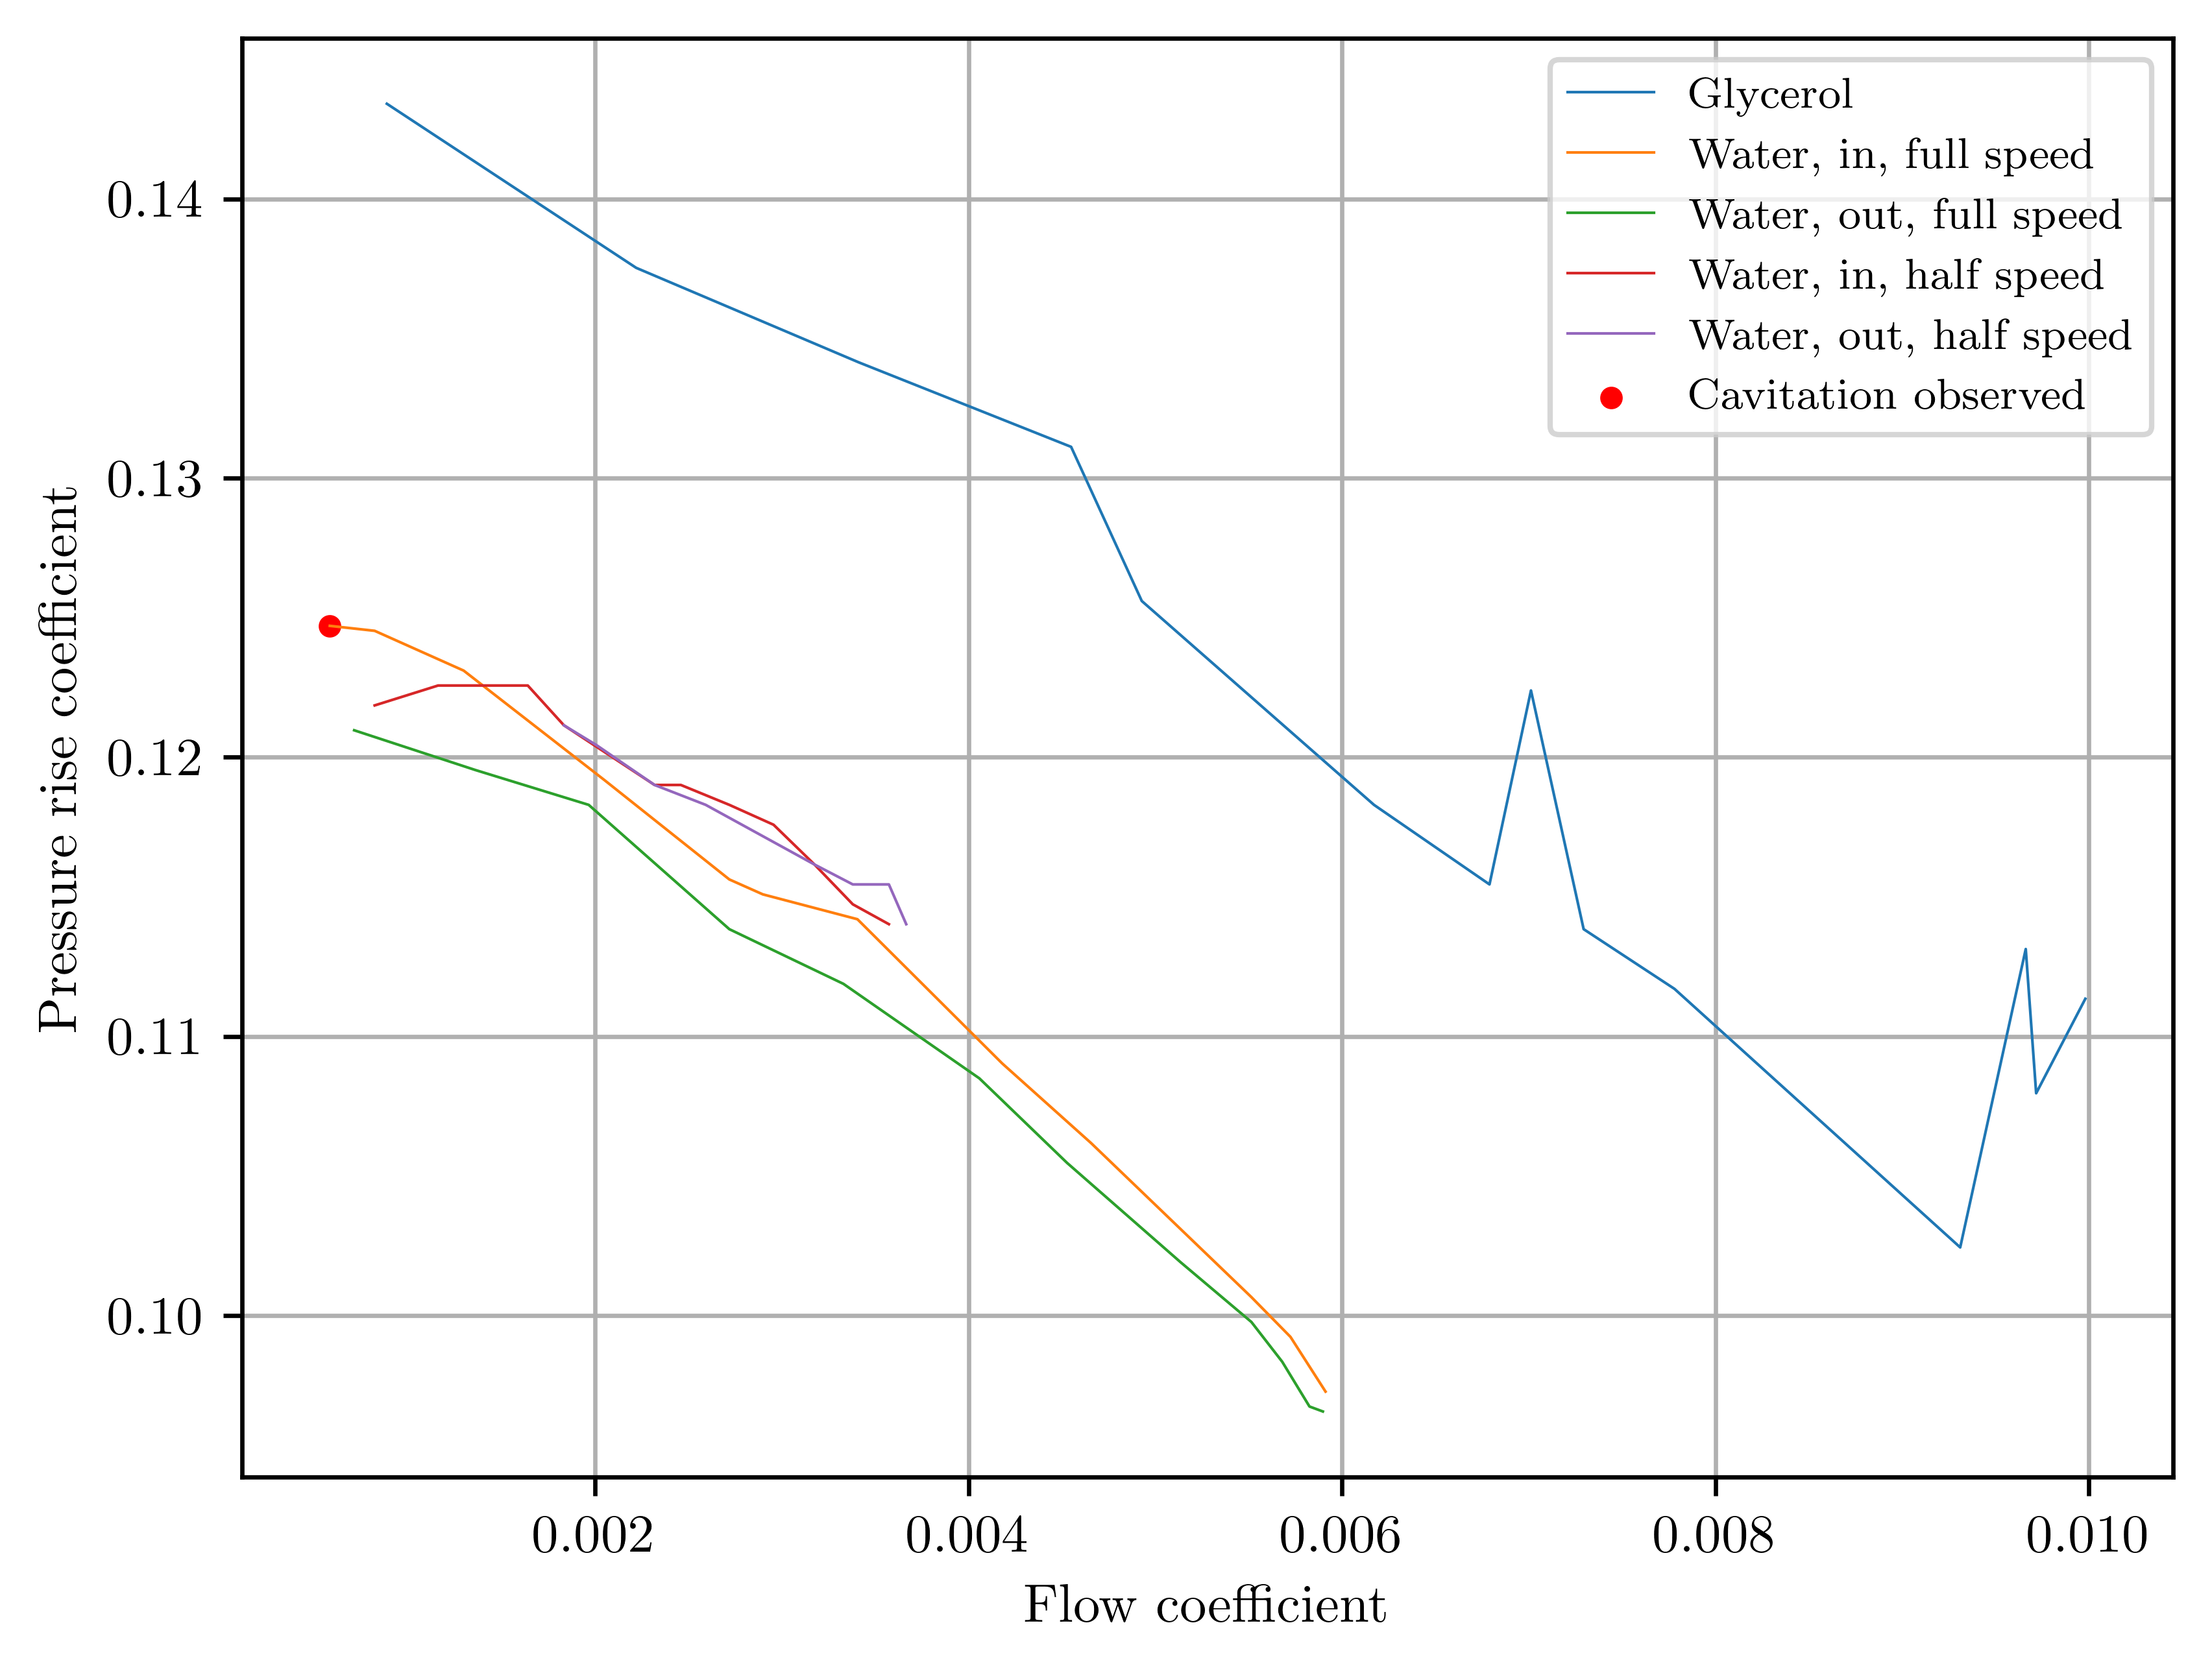 Glycerol
Water, in, full speed
Water, out, full speed
Water, in, half speed
Water, out, half speed
Cavitation observed
Pressure rise coefficient
0.14
0.13
0.12
0.11
0.10
0.002 0.004 0.006 0.008 0.010
Flow coefficient